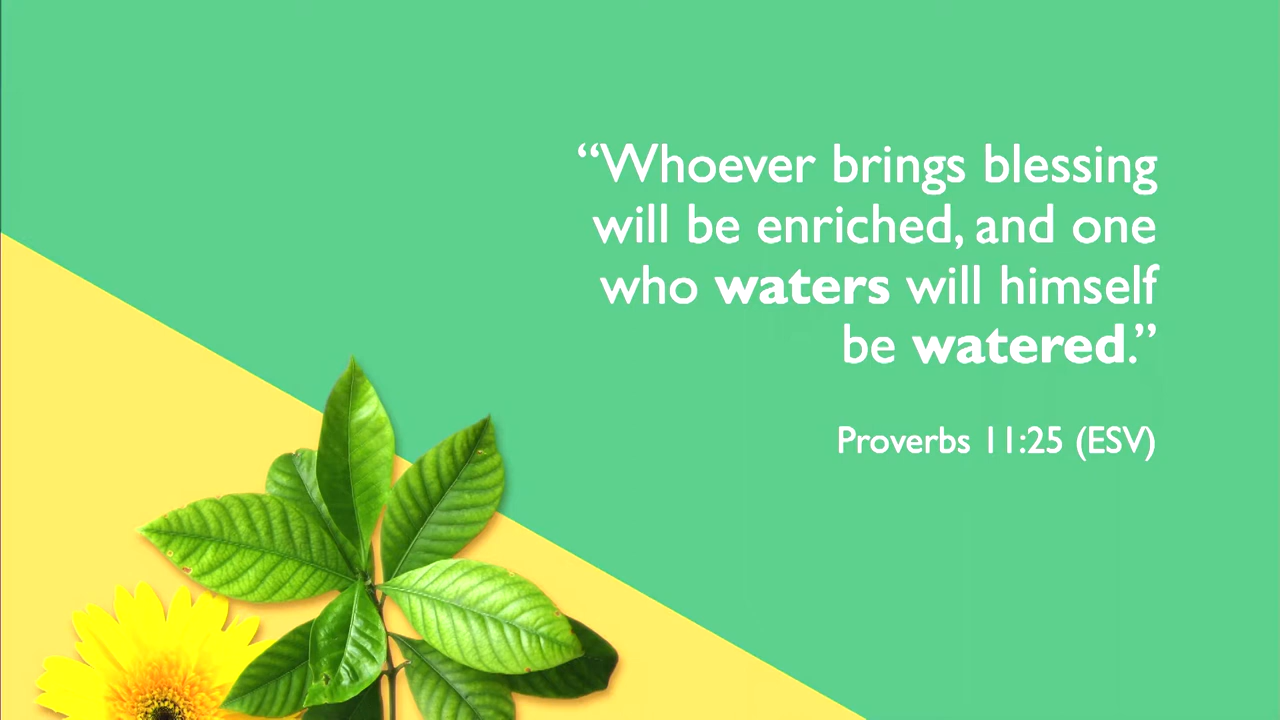 “Whoever brings blessing
will be enriched, and one
who waters will himself
be watered.”
Proverbs 11:25 (ESV)